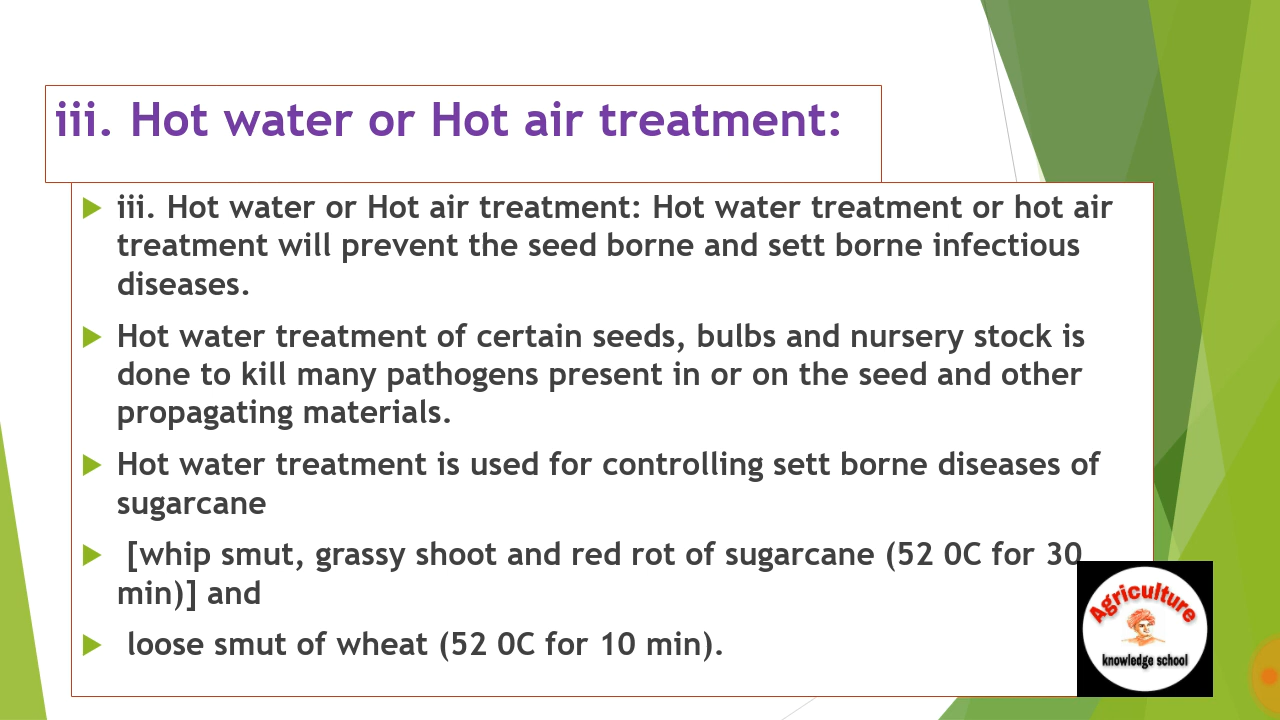 iii. Hot water or Hot air treatment:
iii. Hot water or Hot air treatment: Hot water treatment or hot air
treatment will prevent the seed borne and sett borne infectious
diseases.
Hot water treatment of certain seeds, bulbs and nursery stock is
done to kill many pathogens present in or on the seed and other
propagating materials.
Hot water treatment is used for controlling sett borne diseases of
sugarcane
[whip smut, grassy shoot and red rot of sugarcane (52 0C for 30
min)] and
loose smut of wheat (52 0C for 10 min).
Agriculture
knowledge school